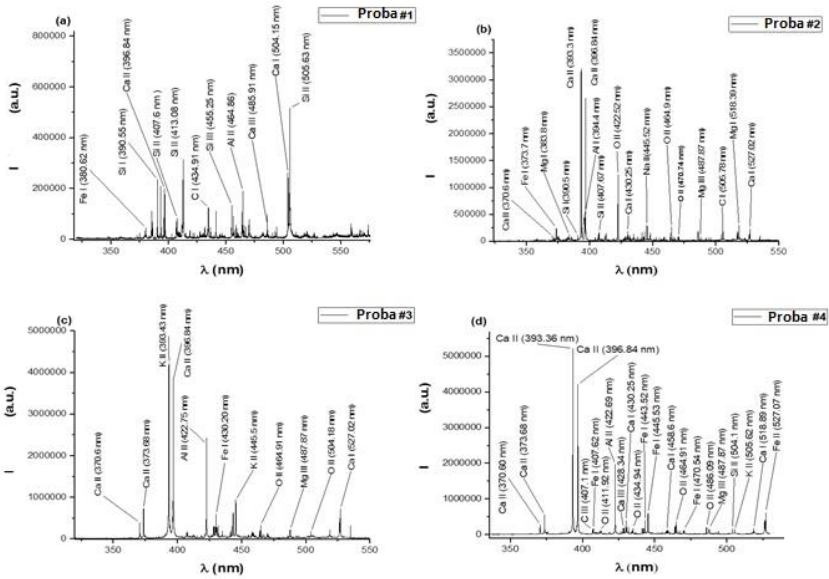 (a)
Proba #1
800000
600000
400000
200000
0
I (a.u.)
Fe I (380.62 nm)
Si I (390.55 nm)
Ca II (396.84 nm)
Si II (407.6 nm )
Si II (413.08 nm)
C I (434.91 nm)
Si III (455.25 nm)
Al II (464.86)
Ca III (485.91 nm)
Ca I (504.15 nm)
Si II (505.63 nm)
350 400 450 500 550
λ (nm)
(b)
Proba #2
3500000
3000000
2500000
2000000
1500000
1000000
500000
0
I (a.u.)
Ca II (370.6 nm)
Fe I (373.7 nm)
Mg I (383.8 nm)
Si I(390.5 nm)
Ca II (393.3 nm)
Ca II (396.84 nm)
Al I (394.4 nm)
Si II (407.67 nm)
O II (422.52 nm)
Ca I (430.25 nm)
Na II(445.52 nm)
O II (464.9 nm)
O II (470.74 nm)
Mg III (487.87 nm)
C I (505.78 nm)
Mg I (518.39 nm)
Ca I (527.02 nm)
350 400 450 500 550
λ (nm)
(c)
Proba #3
5000000
4000000
3000000
2000000
1000000
0
I (a.u.)
Ca II (370.6 nm)
Ca II (373.68 nm)
K II (393.43 nm)
Ca II (396.84 nm)
Al II (422.75 nm)
Fe I (430.20 nm)
K II (445.5 nm)
O II (464.91 nm)
Mg III (487.87 nm)
O II (504.18 nm)
Ca I (527.02 nm)
350 400 450 500 550
λ (nm)
(d)
Proba #4
5000000
4000000
3000000
2000000
1000000
0
I (a.u.)
Ca II (393.36 nm)
Ca II (396.84 nm)
Ca II (370.60 nm)
Ca II (373.68 nm)
C III (407.1 nm)
Fe I (407.62 nm)
O II (411.92 nm)
Al II (422.69 nm)
Ca III (428.34 nm)
Ca I (430.25 nm)
O II (434.94 nm)
Fe I (443.52 nm)
Fe I (445.53 nm)
Ca I (458.6 nm)
O II (464.91 nm)
Fe I (470.54 nm)
O II (486.09 nm)
Mg III (487.87 nm)
Si II (504.1 nm)
K II (505.62 nm)
Ca I (518.89 nm)
Fe II (527.07 nm)
350 400 450 500
λ (nm)